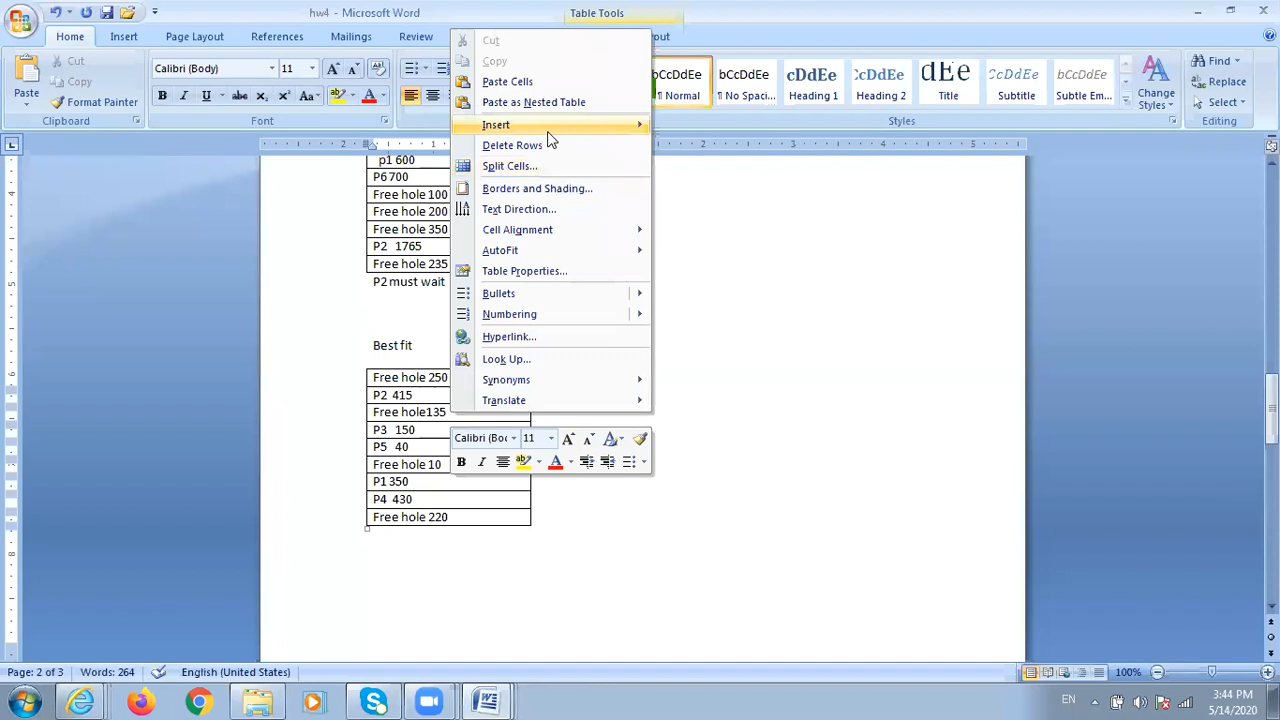 hw4 - Microsoft Word
Table Tools
Home Insert Page Layout References Mailings Review
Cut
Copy
Format Painter
Paste
Clipboard
Calibri (Body) 11
Font
Normal
AaBbCcDdEe
No Spaci...
Heading 1
Heading 2
Title
Subtitle
Subtle Em...
Styles
Change Styles
Find
Replace
Select
Editing
Cut
Copy
Paste Cells
Paste as Nested Table
Insert
Delete Rows
Split Cells...
Borders and Shading...
Text Direction...
Cell Alignment
AutoFit
Table Properties...
Bullets
Numbering
Hyperlink...
Look Up...
Synonyms
Translate
Calibri (Boc 11
p1 600
P6 700
Free hole 100
Free hole 200
Free hole 350
P2 1765
Free hole 235
P2 must wait
Best fit
Free hole 250
P2 415
Free hole135
P3 150
P5 40
Free hole 10
P1 350
P4 430
Free hole 220
Page: 2 of 3 Words: 264 English (United States)
100%
EN
3:44 PM
5/14/2020